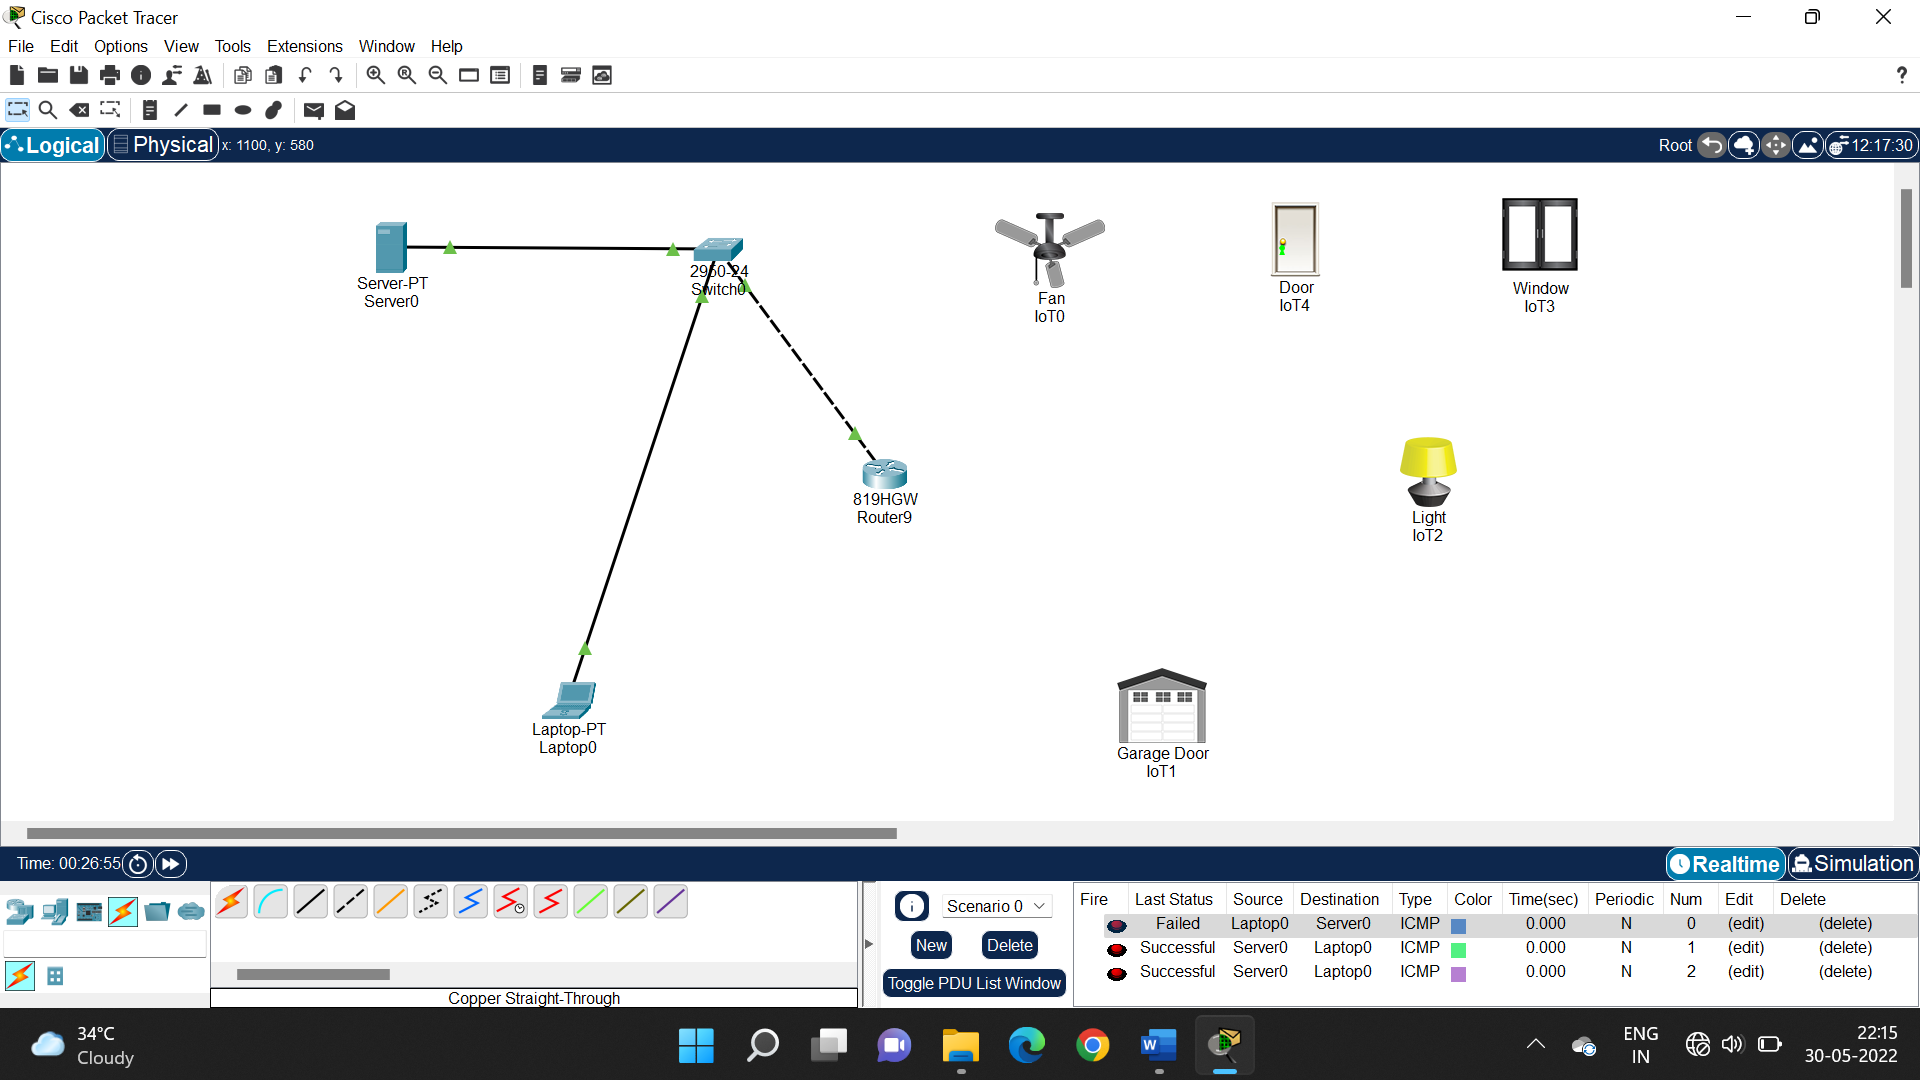 Cisco Packet Tracer
File Edit Options View Tools Extensions Window Help
?
Logical Physical x: 1100, y: 580 Root 12:17:30
Server-PT
Server0
2950-24
Switch0
819HGW
Router9
Laptop-PT
Laptop0
Fan
IoT0
Door
IoT4
Window
IoT3
Light
IoT2
Garage Door
IoT1
Time: 00:26:55 Realtime Simulation
Copper Straight-Through
Scenario 0
New Delete
Toggle PDU List Window
Fire Last Status Source Destination Type Color Time(sec) Periodic Num Edit Delete
Failed Laptop0 Server0 ICMP 0.000 N 0 (edit) (delete)
Successful Server0 Laptop0 ICMP 0.000 N 1 (edit) (delete)
Successful Server0 Laptop0 ICMP 0.000 N 2 (edit) (delete)
34°C
Cloudy
W
ENG
IN
22:15
30-05-2022